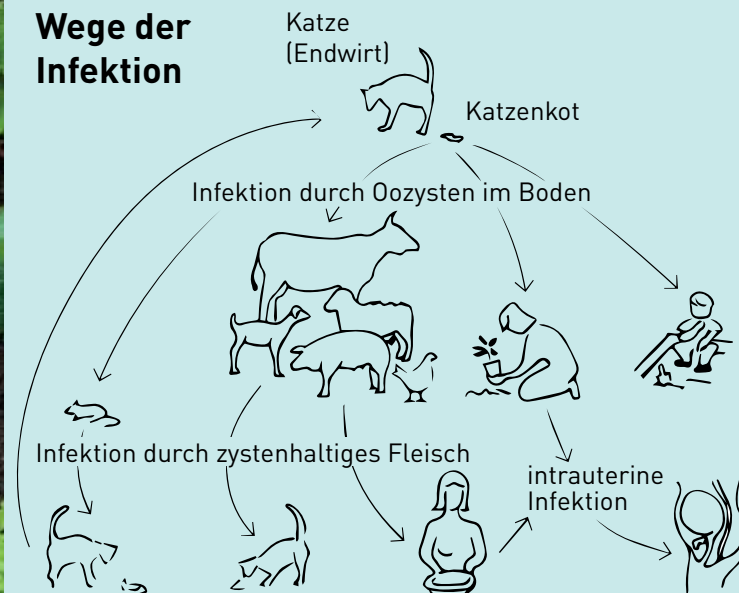 Wege der
Infektion
Katze
(Endwirt)
Katzenkot
Infektion durch Oozysten im Boden
Infektion durch zystenhaltiges Fleisch
intrauterine
Infektion